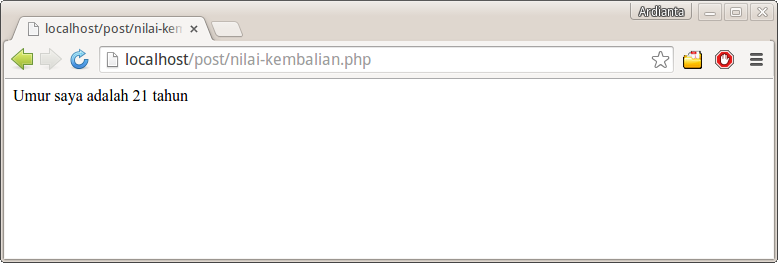 Ardianta
localhost/post/nilai-kem
localhost/post/nilai-kembalian.php
Umur saya adalah 21 tahun